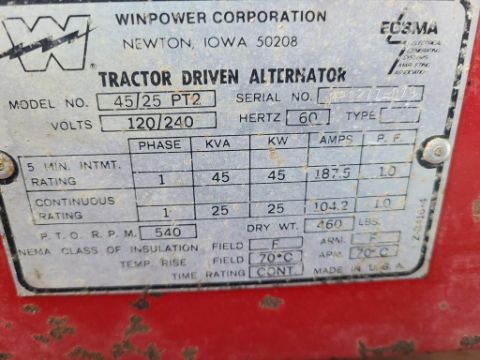 WINPOWER CORPORATION
NEWTON, IOWA 50208
W ®
EGSMA
TRACTOR DRIVEN ALTERNATOR
MODEL NO. 45/25 PT2 SERIAL NO.
VOLTS 120/240 HERTZ 60 TYPE
PHASE KVA KW AMPS P. F.
5 MIN. INTMT.
RATING 1 45 45 187.5 1.0
CONTINUOUS
RATING 1 25 25 104.2 1.0
P. T. O. R. P. M. 540 DRY WT. 460 LBS.
NEMA CLASS OF INSULATION FIELD F ARM. F
TEMP. RISE FIELD 70°C ARM. 70°C
TIME RATING CONT. MADE IN U.S.A.